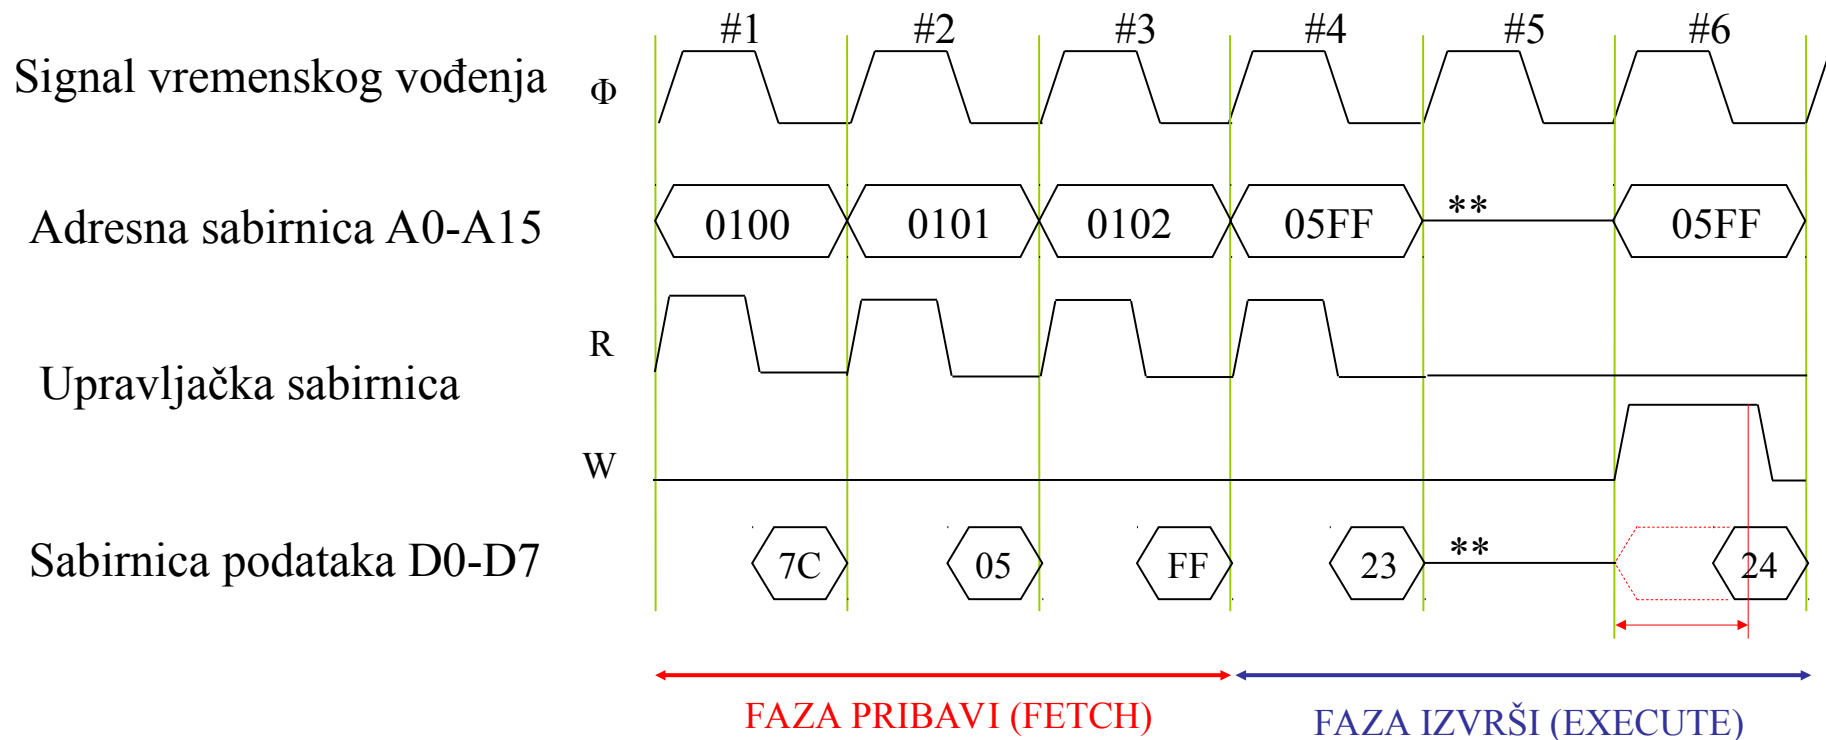 #1 #2 #3 #4 #5 #6
Signal vremenskog vođenja Φ
Adresna sabirnica A0-A15 0100 0101 0102 05FF ** 05FF
R
Upravljačka sabirnica
W
Sabirnica podataka D0-D7 7C 05 FF 23 ** 24
FAZA PRIBAVI (FETCH) FAZA IZVRŠI (EXECUTE)